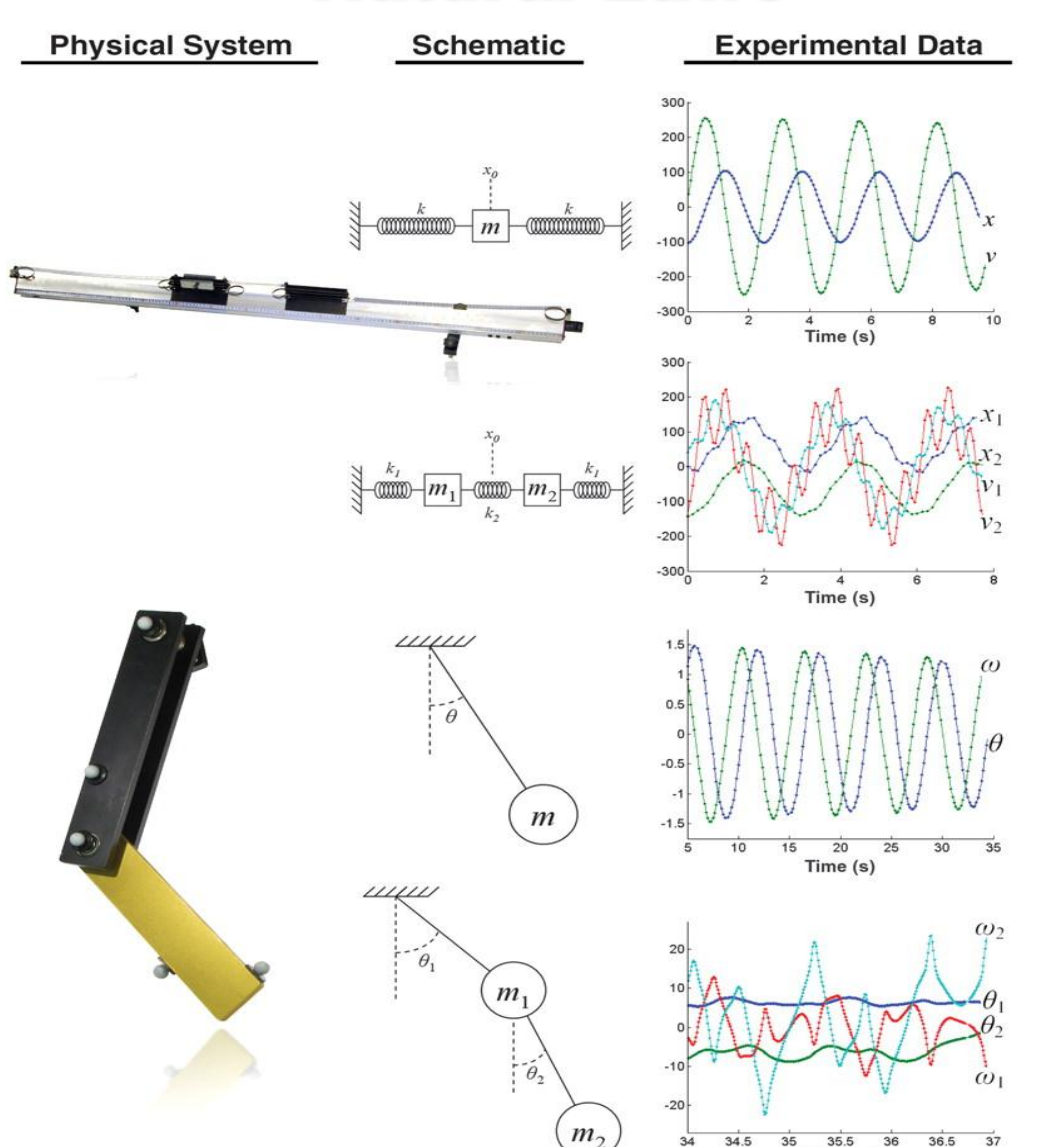 Physical System
Schematic
Experimental Data
x₀
k
m
k
300
200
100
0
-100
-200
-300
0 2 4 6 8 10
Time (s)
x
v
x₀
k₁
m₁
k₂
m₂
k₁
300
200
100
0
-100
-200
-300
0 2 4 6 8
Time (s)
x₁
x₂
v₁
v₂
θ
m
1.5
1
0.5
0
-0.5
-1
-1.5
5 10 15 20 25 30 35
Time (s)
ω
θ
θ₁
m₁
θ₂
m₂
20
10
0
-10
-20
34 34.5 35 35.5 36 36.5 37
ω₂
θ₁
θ₂
ω₁